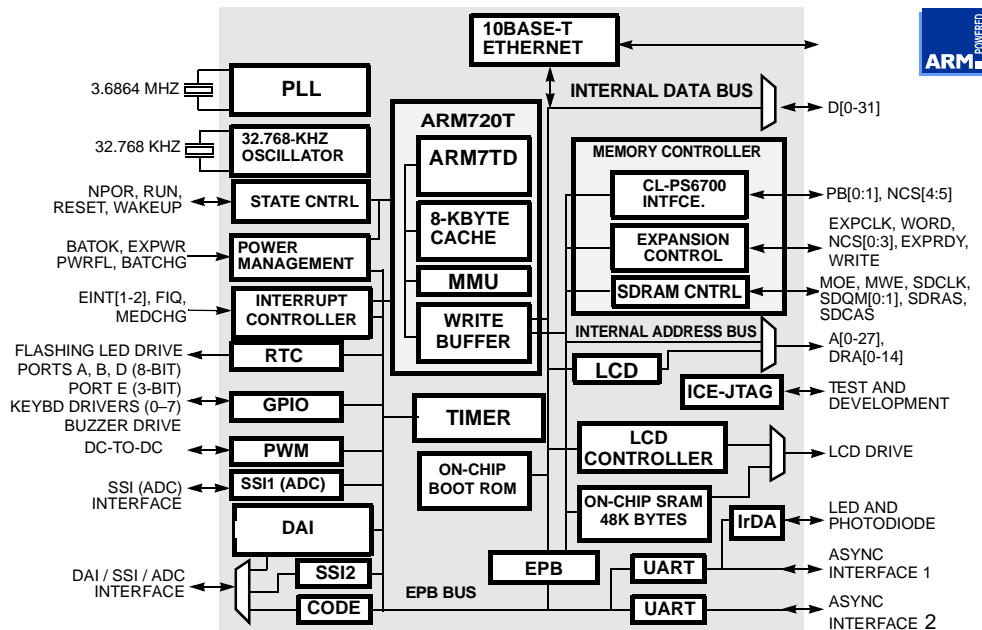 10BASE-T
ETHERNET
POWERED
ARM
3.6864 MHZ
PLL
INTERNAL DATA BUS
D[0-31]
ARM720T
32.768 KHZ
32.768-KHZ
OSCILLATOR
ARM7TD
MEMORY CONTROLLER
NPOR, RUN,
RESET, WAKEUP
STATE CNTRL
CL-PS6700
INTFCE.
PB[0:1], NCS[4:5]
8-KBYTE
CACHE
BATOK, EXPWR
PWRFL, BATCHG
POWER
MANAGEMENT
EXPANSION
CONTROL
EXPCLK, WORD,
NCS[0:3], EXPRDY,
WRITE
MMU
SDRAM CNTRL
MOE, MWE, SDCLK,
SDQM[0:1], SDRAS,
SDCAS
EINT[1-2], FIQ,
MEDCHG
INTERRUPT
CONTROLLER
WRITE
BUFFER
INTERNAL ADDRESS BUS
A[0-27],
DRA[0-14]
FLASHING LED DRIVE
RTC
LCD
PORTS A, B, D (8-BIT)
PORT E (3-BIT)
KEYBD DRIVERS (0–7)
BUZZER DRIVE
GPIO
TIMER
ICE-JTAG
TEST AND
DEVELOPMENT
DC-TO-DC
PWM
LCD
CONTROLLER
LCD DRIVE
SSI (ADC)
INTERFACE
SSI1 (ADC)
ON-CHIP
BOOT ROM
ON-CHIP SRAM
48K BYTES
IrDA
LED AND
PHOTODIODE
DAI
DAI / SSI / ADC
INTERFACE
SSI2
EPB
UART
ASYNC
INTERFACE 1
EPB BUS
CODE
UART
ASYNC
INTERFACE 2